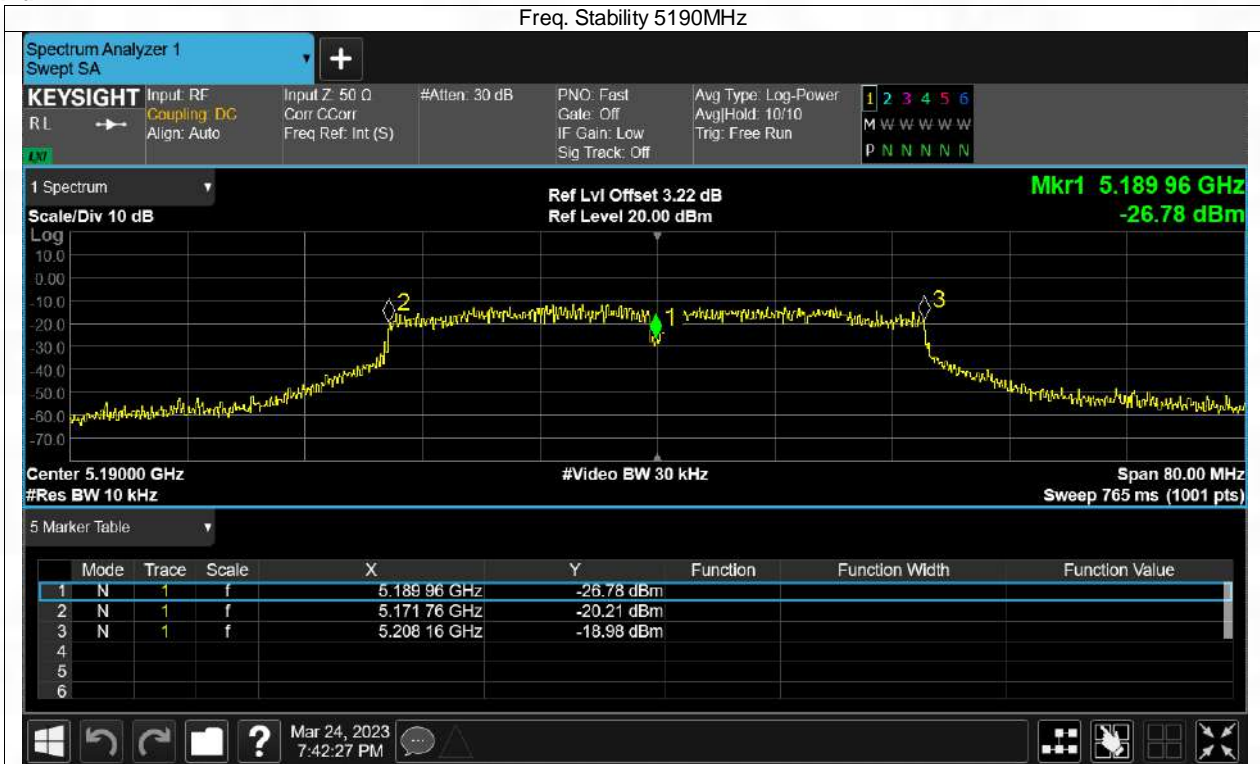 Freq. Stability 5190MHz
Spectrum Analyzer 1
Swept SA
+
KEYSIGHT
RL
LXI
Input: RF
Coupling: DC
Align: Auto
Input Z: 50 Ω
Corr CCorr
Freq Ref: Int (S)
#Atten: 30 dB
PNO: Fast
Gate: Off
IF Gain: Low
Sig Track: Off
Avg Type: Log-Power
Avg|Hold: 10/10
Trig: Free Run
1 2 3 4 5 6
M W W W W W
P N N N N N
1 Spectrum
Scale/Div 10 dB
Ref Lvl Offset 3.22 dB
Ref Level 20.00 dBm
Mkr1 5.189 96 GHz
-26.78 dBm
Log
10.0
0.00
-10.0
-20.0
-30.0
-40.0
-50.0
-60.0
-70.0
2
1
3
Center 5.19000 GHz
#Res BW 10 kHz
#Video BW 30 kHz
Span 80.00 MHz
Sweep 765 ms (1001 pts)
5 Marker Table
Mode Trace Scale X Y Function Function Width Function Value
1 N 1 f 5.189 96 GHz -26.78 dBm
2 N 1 f 5.171 76 GHz -20.21 dBm
3 N 1 f 5.208 16 GHz -18.98 dBm
4
5
6
?
Mar 24, 2023
7:42:27 PM